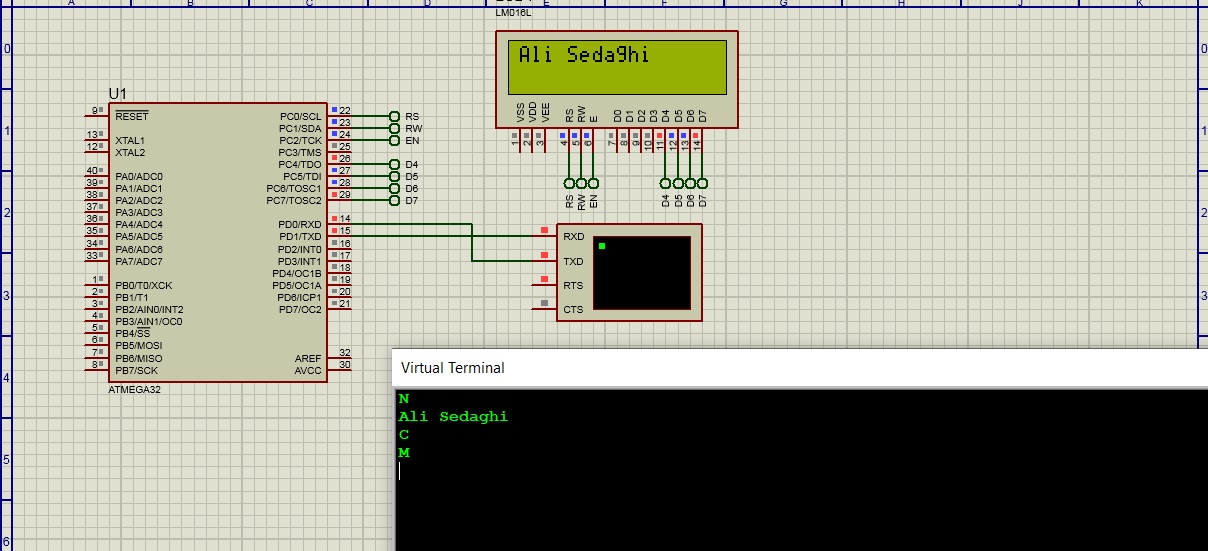 A B C D E F G H J K
LM016L
0 0
Ali Sedaghi
U1
VSS VDD VEE RS RW E D0 D1 D2 D3 D4 D5 D6 D7
1 2 3 4 5 6 7 8 9 10 11 12 13 14
9 RESET PC0/SCL 22 RS
PC1/SDA 23 RW
13 XTAL1 PC2/TCK 24 EN
12 XTAL2 PC3/TMS 25
PC4/TDO 26 D4
40 PA0/ADC0 PC5/TDI 27 D5
39 PA1/ADC1 PC6/TOSC1 28 D6
38 PA2/ADC2 PC7/TOSC2 29 D7
37 PA3/ADC3
36 PA4/ADC4 PD0/RXD 14
35 PA5/ADC5 PD1/TXD 15
34 PA6/ADC6 PD2/INT0 16
33 PA7/ADC7 PD3/INT1 17
PD4/OC1B 18
1 PB0/T0/XCK PD5/OC1A 19
2 PB1/T1 PD6/ICP1 20
3 PB2/AIN0/INT2 PD7/OC2 21
4 PB3/AIN1/OC0
5 PB4/SS
6 PB5/MOSI
7 PB6/MISO AREF 32
8 PB7/SCK AVCC 30
ATMEGA32
RS RW EN D4 D5 D6 D7
RXD
TXD
RTS
CTS
1 1
2 2
3 3
4
5
6
Virtual Terminal
N
Ali Sedaghi
C
M